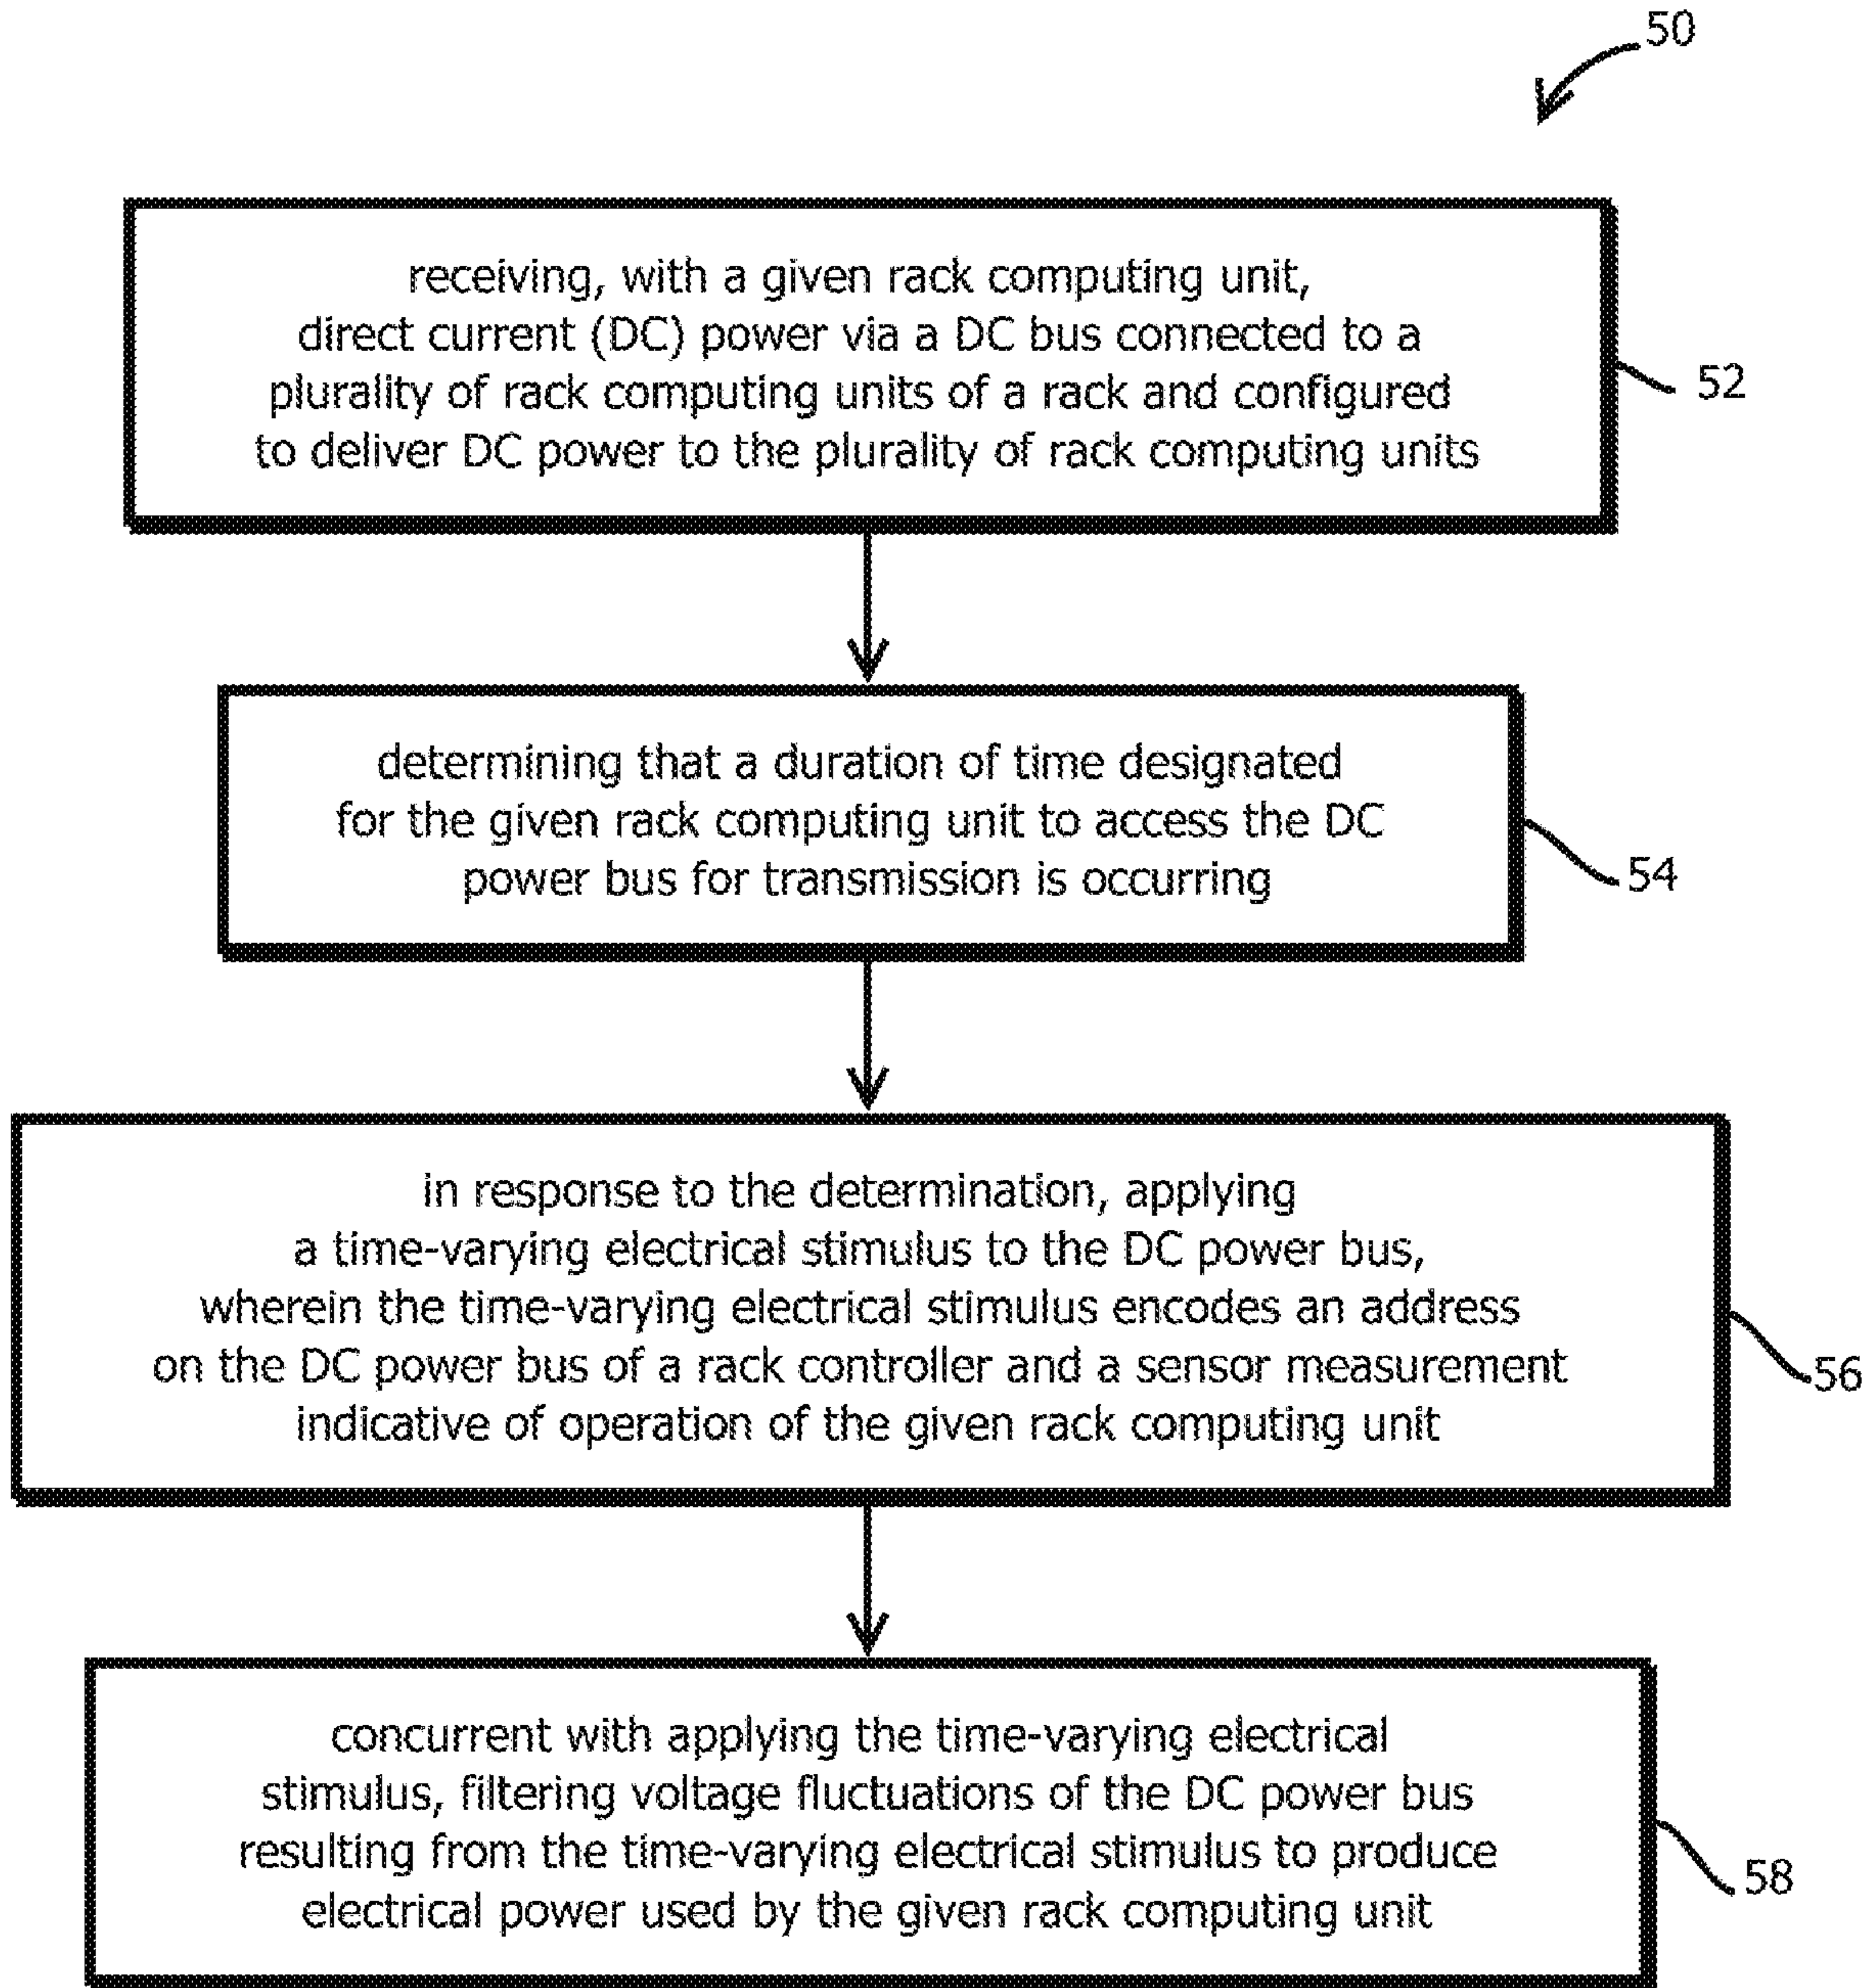 50
receiving, with a given rack computing unit,
direct current (DC) power via a DC bus connected to a
plurality of rack computing units of a rack and configured
to deliver DC power to the plurality of rack computing units
52
determining that a duration of time designated
for the given rack computing unit to access the DC
power bus for transmission is occurring
54
in response to the determination, applying
a time-varying electrical stimulus to the DC power bus,
wherein the time-varying electrical stimulus encodes an address
on the DC power bus of a rack controller and a sensor measurement
indicative of operation of the given rack computing unit
56
concurrent with applying the time-varying electrical
stimulus, filtering voltage fluctuations of the DC power bus
resulting from the time-varying electrical stimulus to produce
electrical power used by the given rack computing unit
58